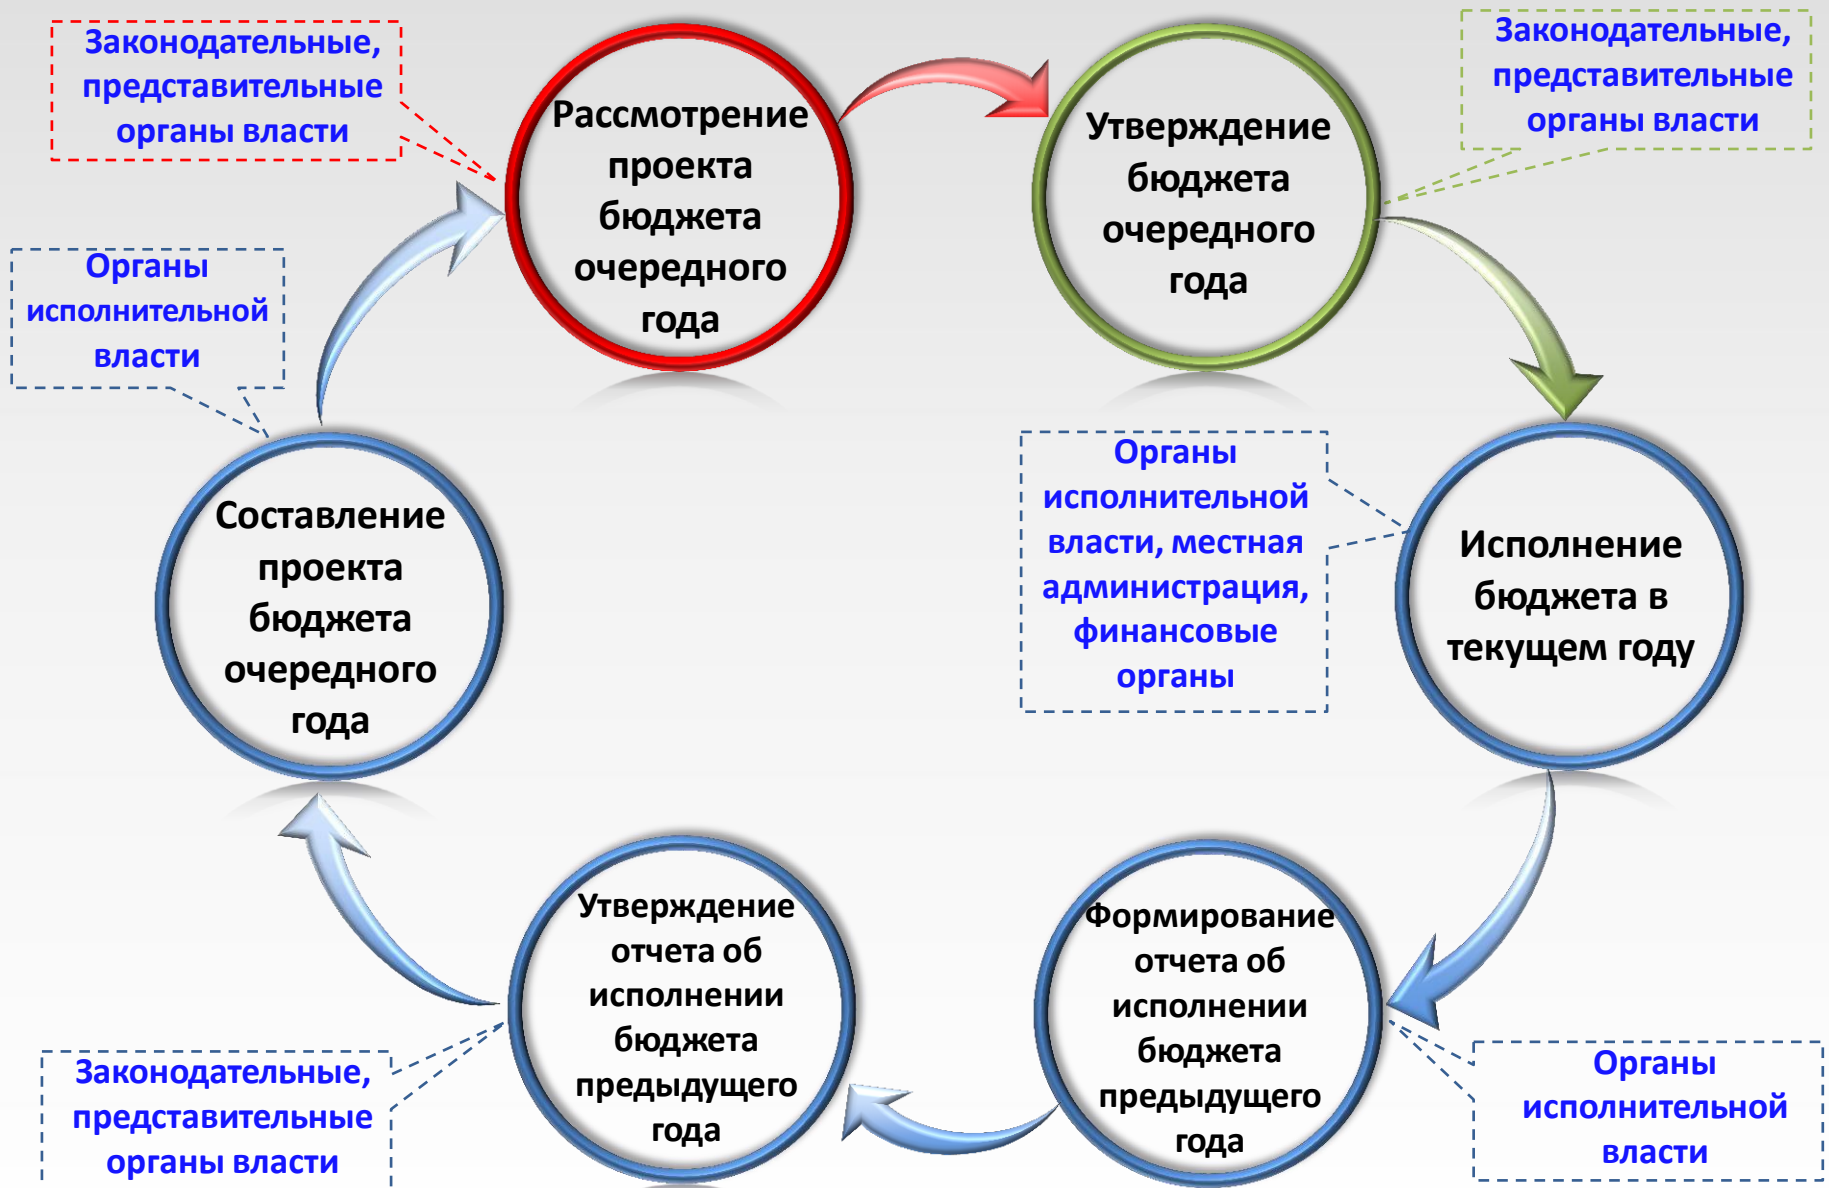 Законодательные,
представительные
органы власти
Рассмотрение
проекта
бюджета
очередного
года
Утверждение
бюджета
очередного
года
Законодательные,
представительные
органы власти
Органы
исполнительной
власти
Составление
проекта
бюджета
очередного
года
Органы
исполнительной
власти, местная
администрация,
финансовые
органы
Исполнение
бюджета в
текущем году
Законодательные,
представительные
органы власти
Утверждение
отчета об
исполнении
бюджета
предыдущего
года
Формирование
отчета об
исполнении
бюджета
предыдущего
года
Органы
исполнительной
власти